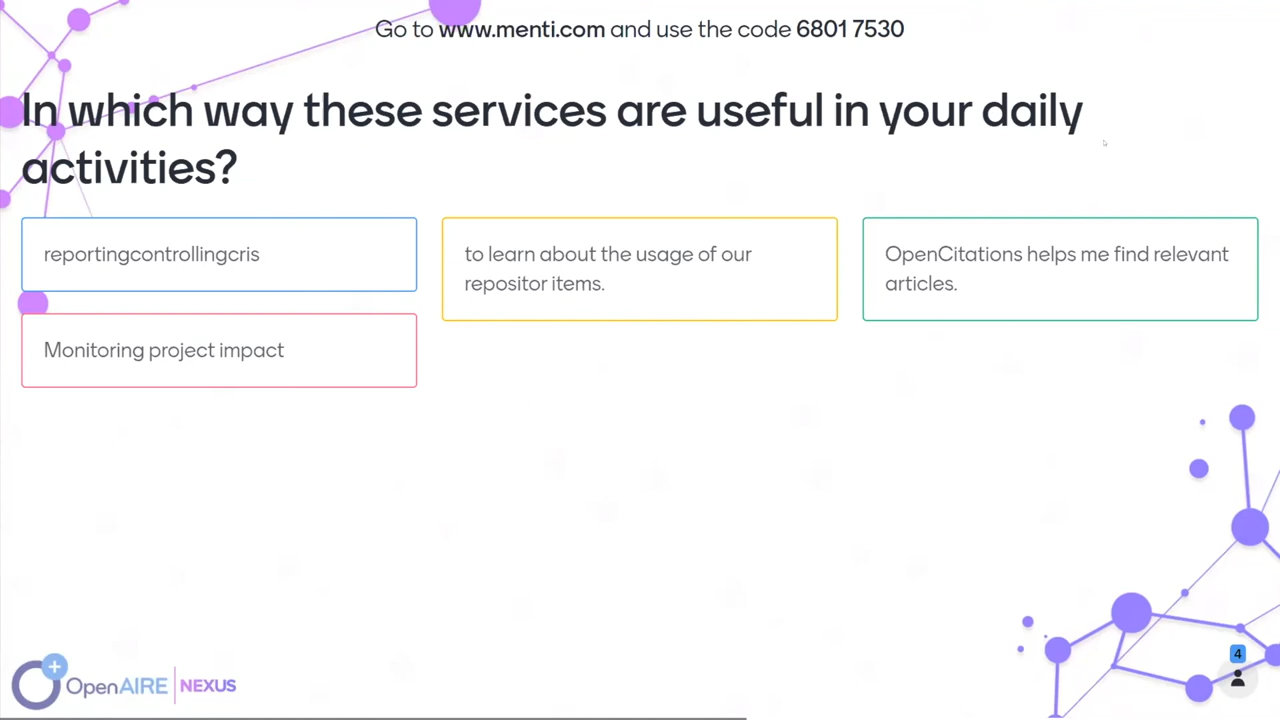 Go to www.menti.com and use the code 6801 7530
In which way these services are useful in your daily
activities?
reportingcontrollingcris
to learn about the usage of our
repositor items.
OpenCitations helps me find relevant
articles.
Monitoring project impact
4
OpenAIRE NEXUS